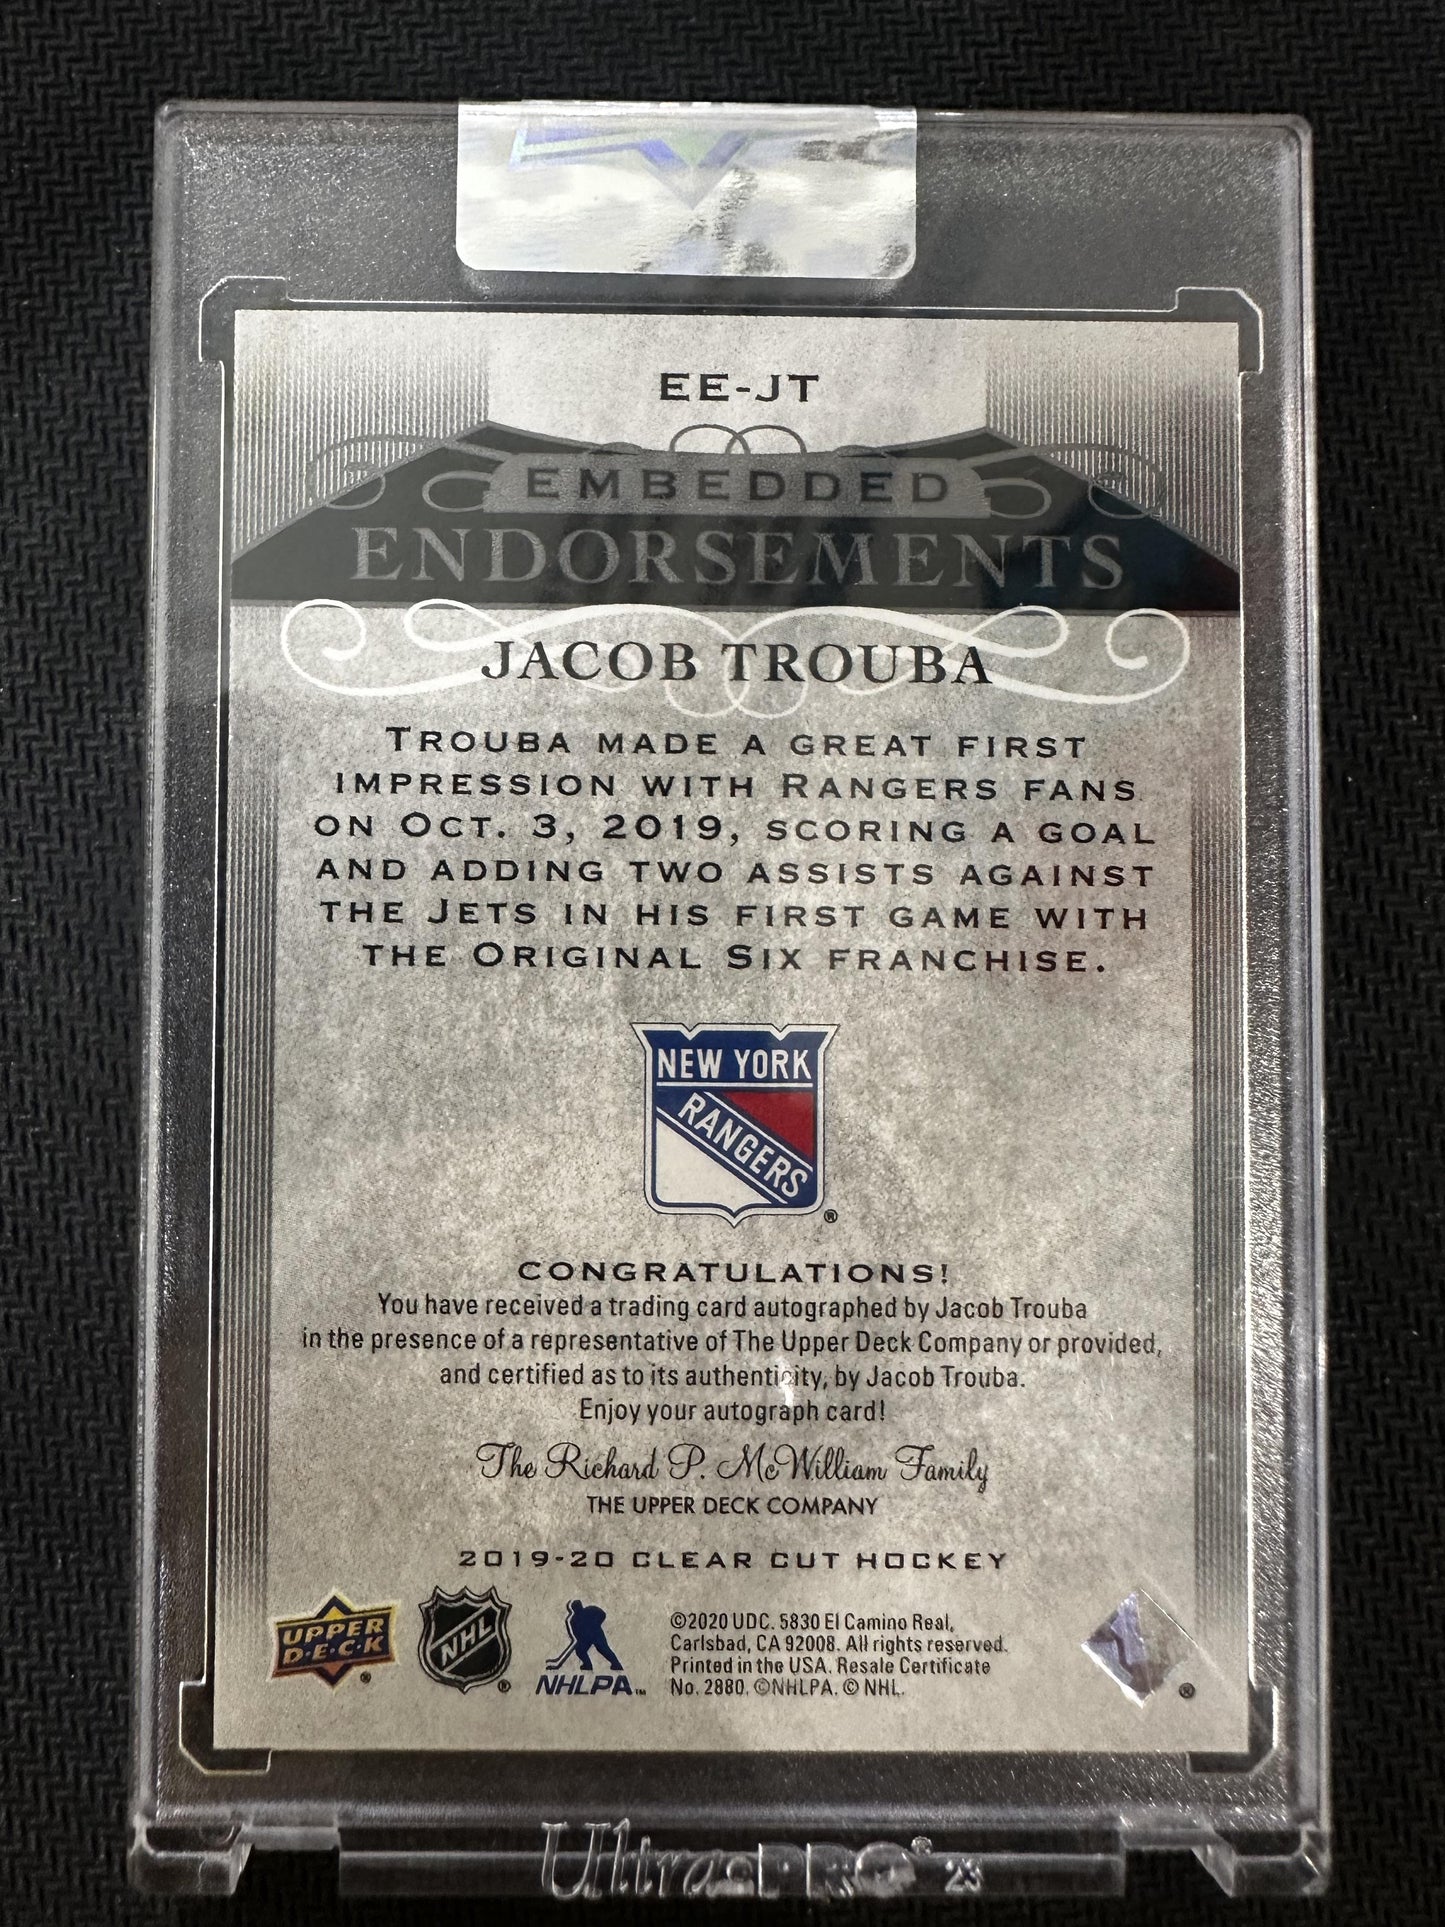 EE-JT
EMBEDDED
ENDORSEMENTS
JACOB TROUBA
TROUBA MADE A GREAT FIRST
IMPRESSION WITH RANGERS FANS
ON OCT. 3, 2019, SCORING A GOAL
AND ADDING TWO ASSISTS AGAINST
THE JETS IN HIS FIRST GAME WITH
THE ORIGINAL SIX FRANCHISE.
NEW YORK
RANGERS
®
CONGRATULATIONS!
You have received a trading card autographed by Jacob Trouba
in the presence of a representative of The Upper Deck Company or provided,
and certified as to its authenticity, by Jacob Trouba.
Enjoy your autograph card!
The Richard P. McWilliam Family
THE UPPER DECK COMPANY
2019-20 CLEAR CUT HOCKEY
UPPER
D·E·C·K
®
NHL
®
NHLPA™
©2020 UDC. 5830 El Camino Real,
Carlsbad, CA 92008. All rights reserved.
Printed in the USA. Resale Certificate
No. 2880. ©NHLPA. © NHL.
®
Ultra•PRO® 23